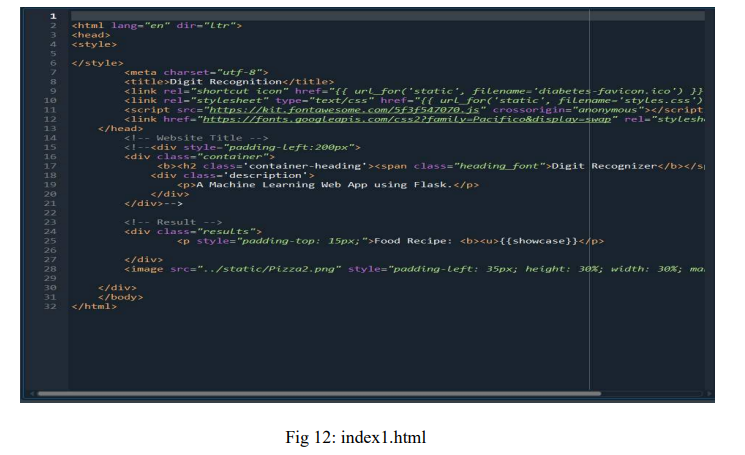 1
2 <html lang="en" dir="ltr">
3 <head>
4 <style>
5
6 </style>
7 <meta charset="utf-8">
8 <title>Digit Recognition</title>
9 <link rel="shortcut icon" href="{{ url_for('static', filename='diabetes-favicon.ico') }}
10 <link rel="stylesheet" type="text/css" href="{{ url_for('static', filename='styles.css')
11 <script src="https://kit.fontawesome.com/5f3f547070.js" crossorigin="anonymous"></script
12 <link href="https://fonts.googleapis.com/css2?family=Pacifico&display=swap" rel="stylesh
13 </head>
14 <!-- Website Title -->
15 <!--<div style="padding-left:200px">
16 <div class="container">
17 <b><h2 class='container-heading'><span class="heading_font">Digit Recognizer</b></s
18 <div class='description'>
19 <p>A Machine Learning Web App using Flask.</p>
20 </div>
21 </div>-->
22
23 <!-- Result -->
24 <div class="results">
25 <p style="padding-top: 15px;">Food Recipe: <b><u>{{showcase}}</p>
26
27 </div>
28 <image src="../static/Pizza2.png" style="padding-left: 35px; height: 30%; width: 30%; ma
29
30 </div>
31 </body>
32 </html>
Fig 12: index1.html